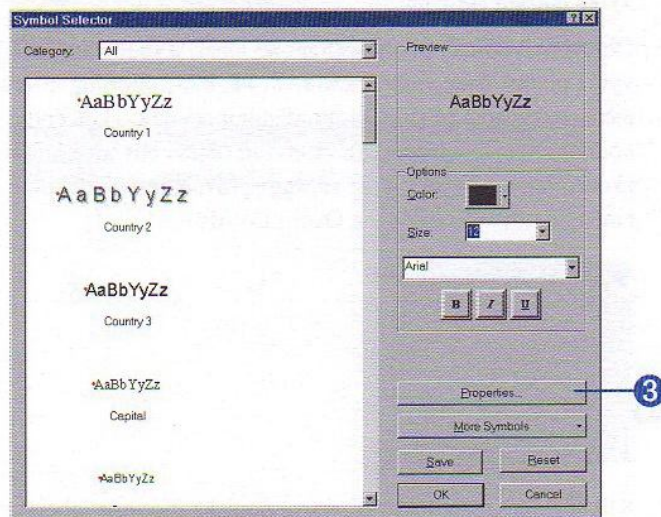 Symbol Selector
Category: All
AaBbYyZz
Country 1
AaBbYyZz
Country 2
AaBbYyZz
Country 3
AaBbYyZz
Capital
AaBbYyZz
Preview
AaBbYyZz
Options
Color:
Size: 12
Arial
B I U
Properties... 3
More Symbols
Save Reset
OK Cancel